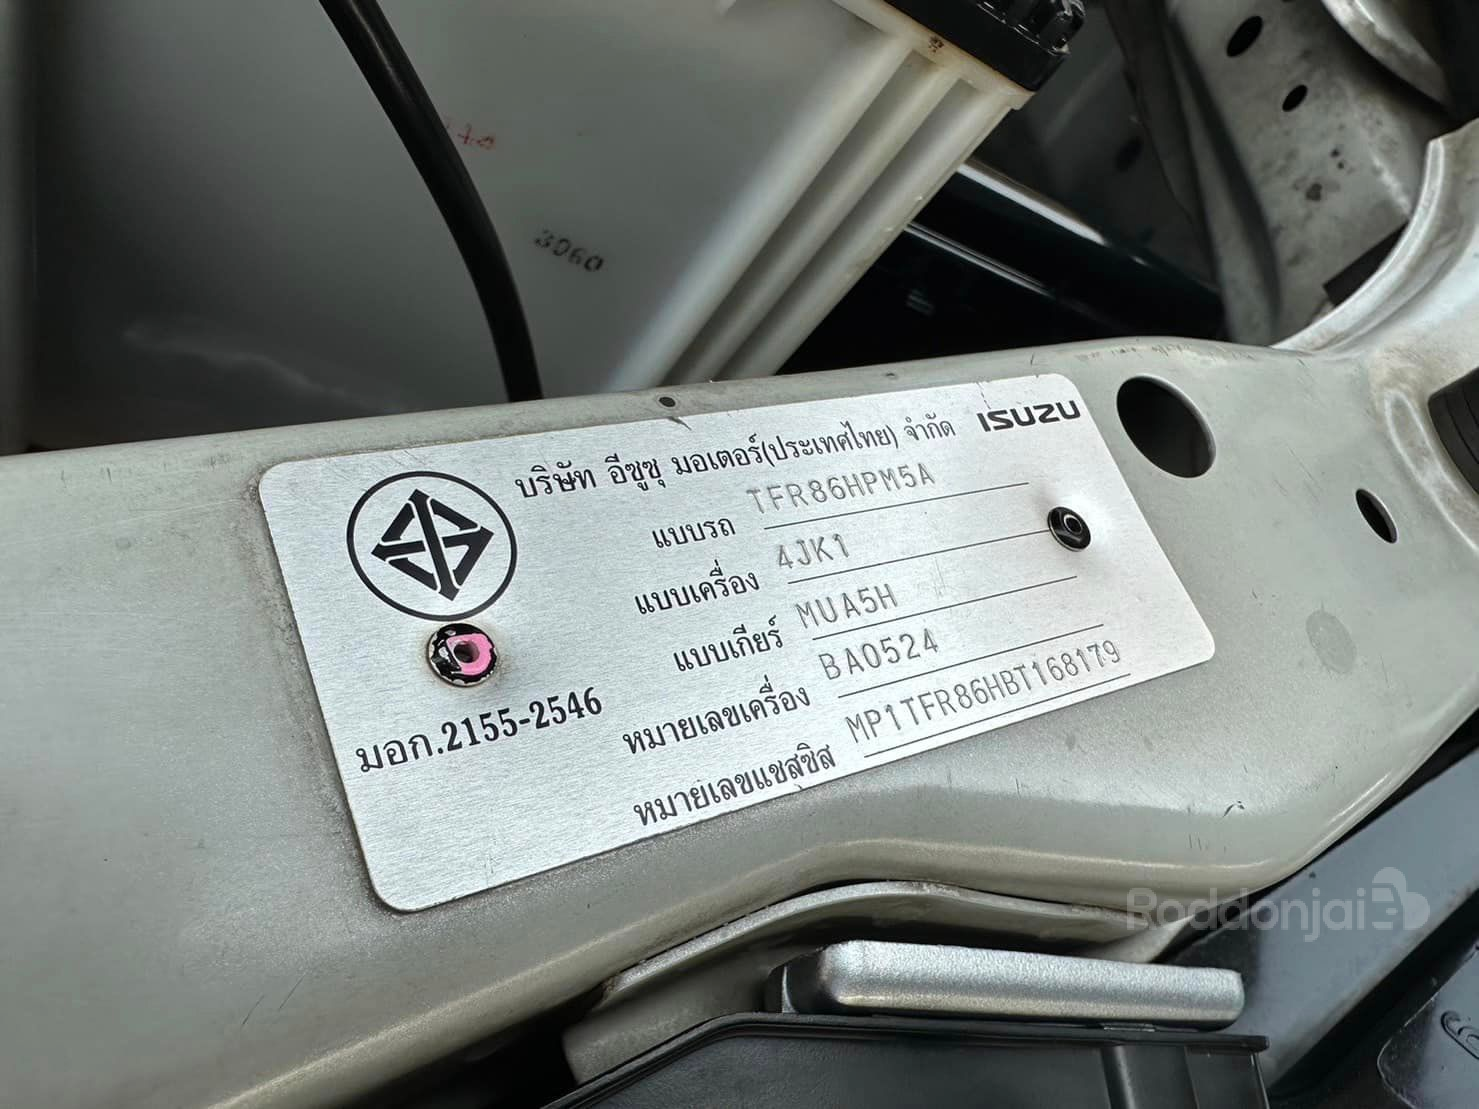 3060
บริษัท อีซูซุ มอเตอร์(ประเทศไทย) จำกัด ISUZU
แบบรถ TFR86HPM5A
แบบเครื่อง 4JK1
แบบเกียร์ MUA5H
หมายเลขเครื่อง BA0524
หมายเลขแชสซิส MP1TFR86HBT168179
มอก.2155-2546
Roddonjai